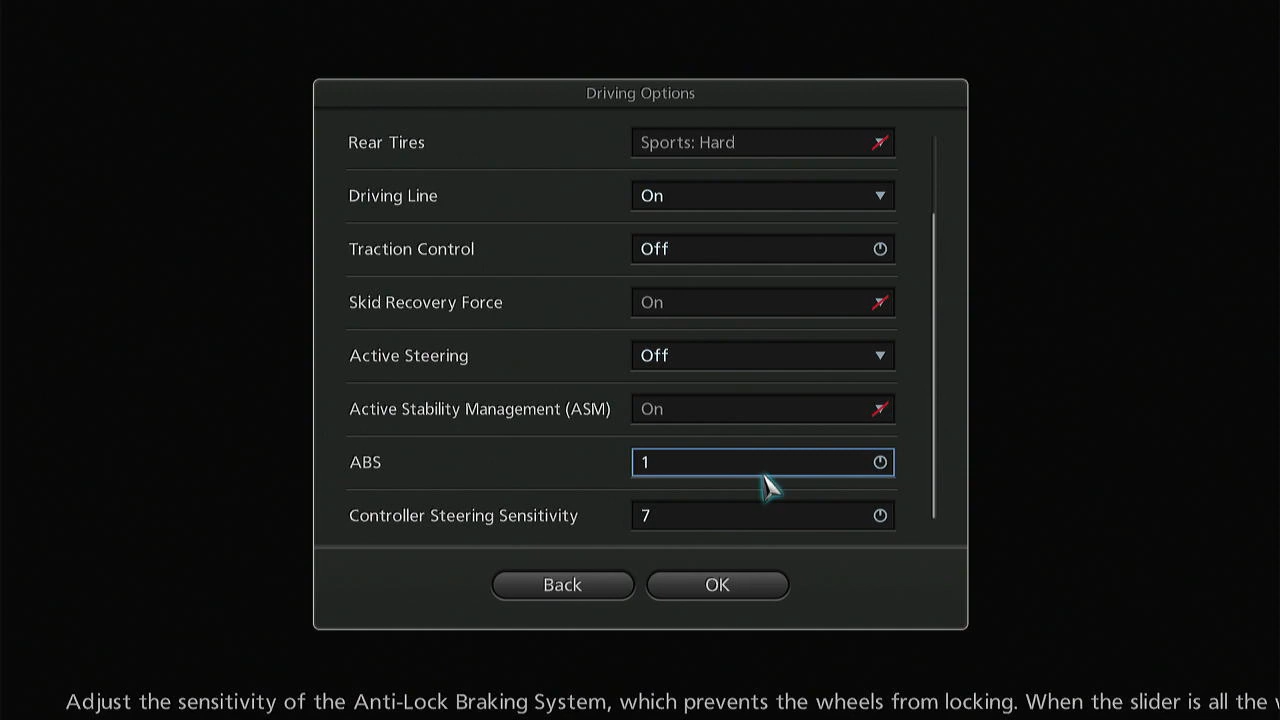 Driving Options
Rear Tires Sports: Hard
Driving Line On
Traction Control Off
Skid Recovery Force On
Active Steering Off
Active Stability Management (ASM) On
ABS 1
Controller Steering Sensitivity 7
Back OK
Adjust the sensitivity of the Anti-Lock Braking System, which prevents the wheels from locking. When the slider is all the